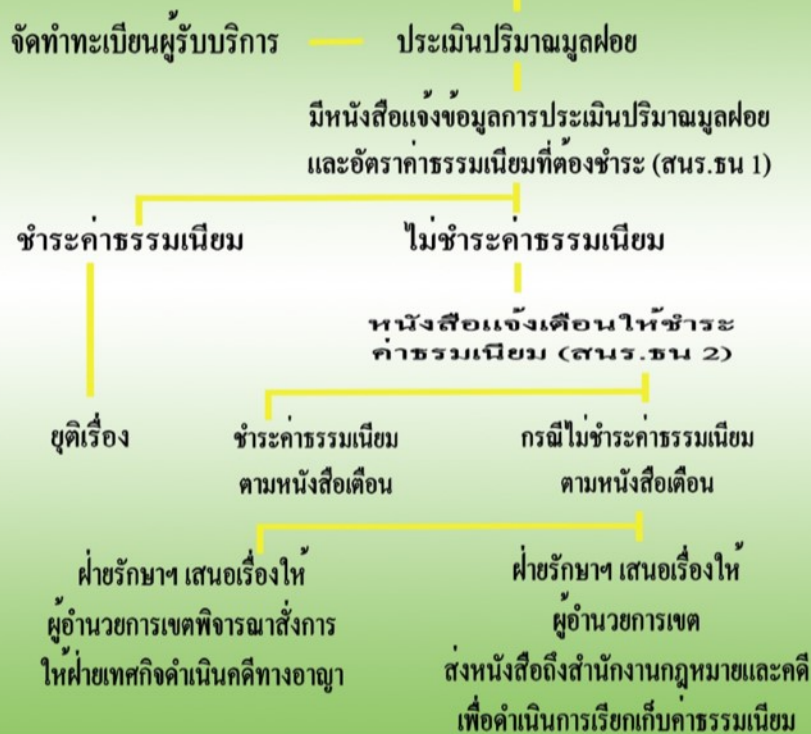 จัดทำทะเบียนผู้รับบริการ
ประเมินปริมาณมูลฝอย
มีหนังสือแจ้งข้อมูลการประเมินปริมาณมูลฝอย
และอัตราค่าธรรมเนียมที่ต้องชำระ (สนร.ธน 1)
ชำระค่าธรรมเนียม
ไม่ชำระค่าธรรมเนียม
หนังสือแจ้งเตือนให้ชำระ
ค่าธรรมเนียม (สนร.ธน 2)
ยุติเรื่อง
ชำระค่าธรรมเนียม
ตามหนังสือเตือน
กรณีไม่ชำระค่าธรรมเนียม
ตามหนังสือเตือน
ฝ่ายรักษาฯ เสนอเรื่องให้
ผู้อำนวยการเขตพิจารณาสั่งการ
ให้ฝ่ายเทศกิจดำเนินคดีทางอาญา
ฝ่ายรักษาฯ เสนอเรื่องให้
ผู้อำนวยการเขต
ส่งหนังสือถึงสำนักงานกฎหมายและคดี
เพื่อดำเนินการเรียกเก็บค่าธรรมเนียม